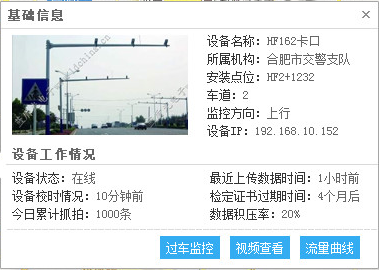 基础信息
设备名称：HF162卡口
所属机构：合肥市交警支队
安装点位：HF2+1232
车道：2
监控方向：上行
设备IP：192.168.10.152
设备工作情况
设备状态：在线
最近上传数据时间：1小时前
设备校时情况：10分钟前
检定证书过期时间：4个月后
今日累计抓拍：1000条
数据积压率：20%
过车监控
视频查看
流量曲线